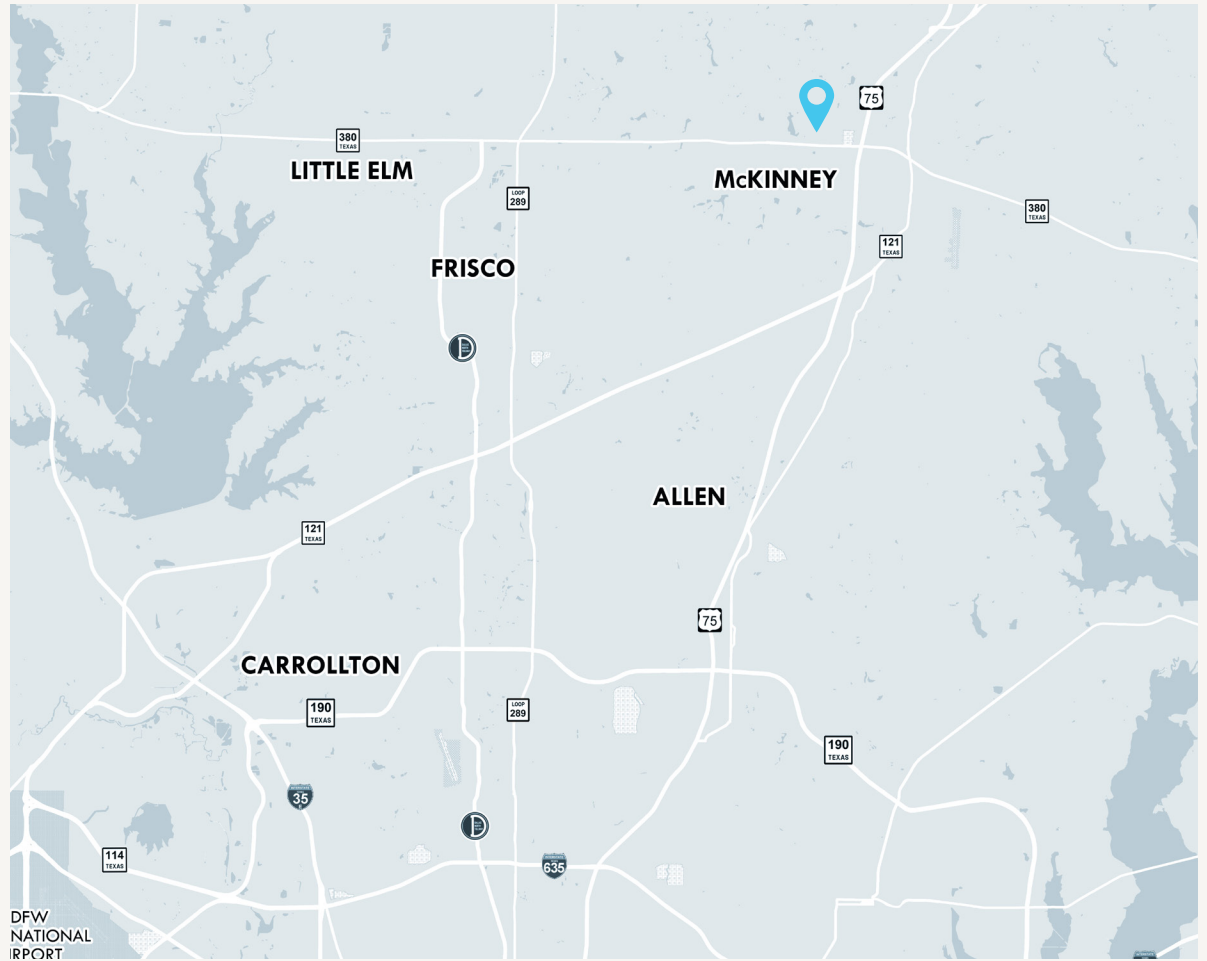 75
380
TEXAS
LITTLE ELM
McKINNEY
LOOP
289
380
TEXAS
121
TEXAS
FRISCO
D
ALLEN
121
TEXAS
75
CARROLLTON
190
TEXAS
LOOP
289
190
TEXAS
35
D
635
114
TEXAS
DFW
NATIONAL
IRPORT